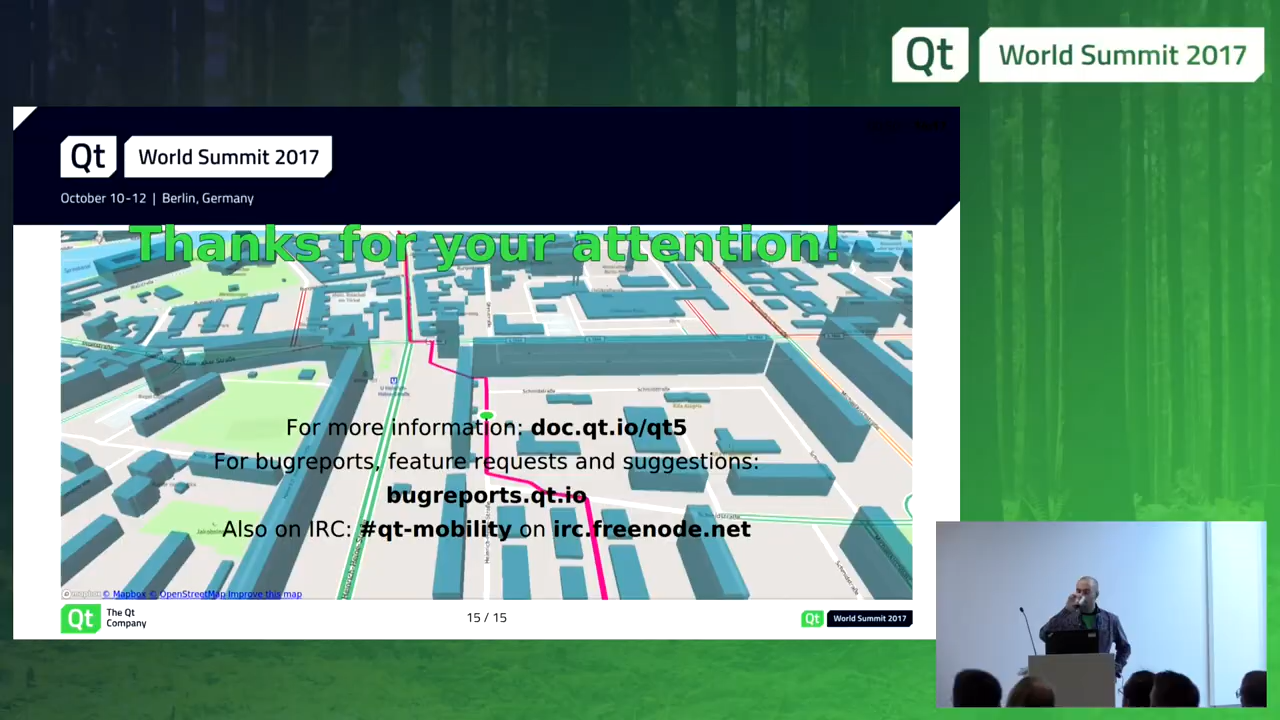 Qt World Summit 2017
Qt World Summit 2017
October 10-12 | Berlin, Germany
Thanks for your attention!
Schmidstraße
Schmidstraße
For more information: doc.qt.io/qt5
For bugreports, feature requests and suggestions:
bugreports.qt.io
Also on IRC: #qt-mobility on irc.freenode.net
© Mapbox © OpenStreetMap Improve this map
Qt The Qt
Company
15 / 15
Qt World Summit 2017